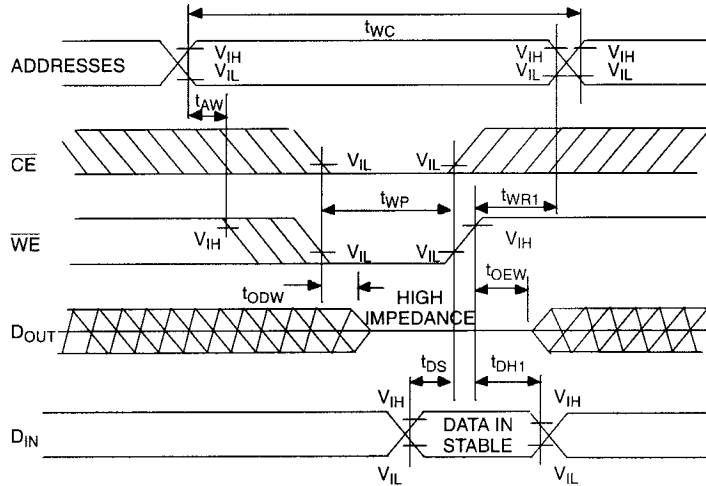 tWC
ADDRESSES VIH VIH VIH
VIL VIL VIL
tAW
CE VIL VIL
tWP tWR1
WE VIH VIL VIL VIH
tODW HIGH tOEW
DOUT IMPEDANCE
tDS tDH1
VIH VIH
DIN DATA IN
STABLE
VIL VIL